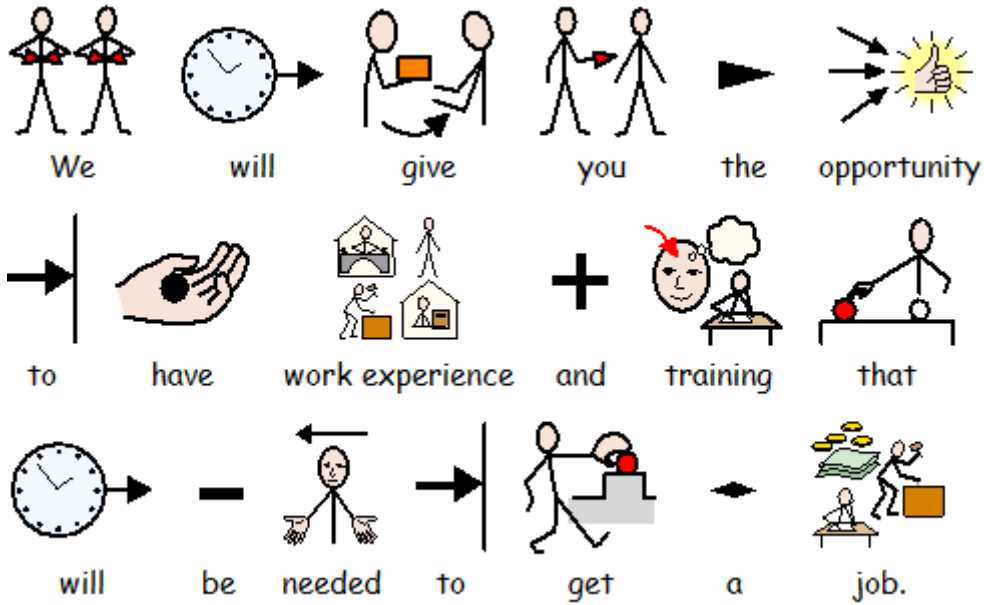 We will give you the opportunity
to have work experience and training that
will be needed to get a job.